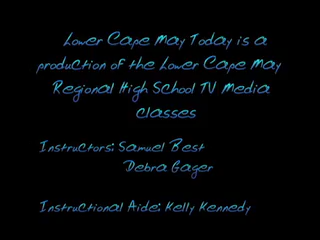 Lower Cape May Today is a
production of the Lower Cape May
Regional High School TV Media
Classes
Instructors: Samuel Best
Debra Gager
Instructional Aide: Kelly Kennedy